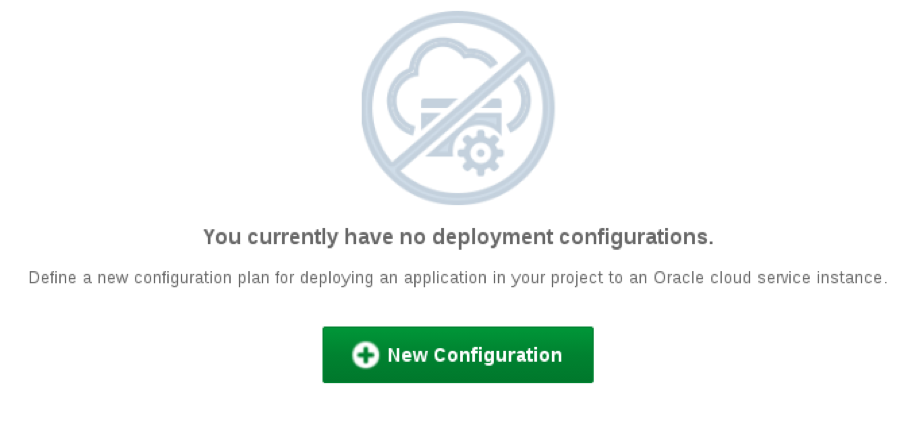 You currently have no deployment configurations.
Define a new configuration plan for deploying an application in your project to an Oracle cloud service instance.
New Configuration